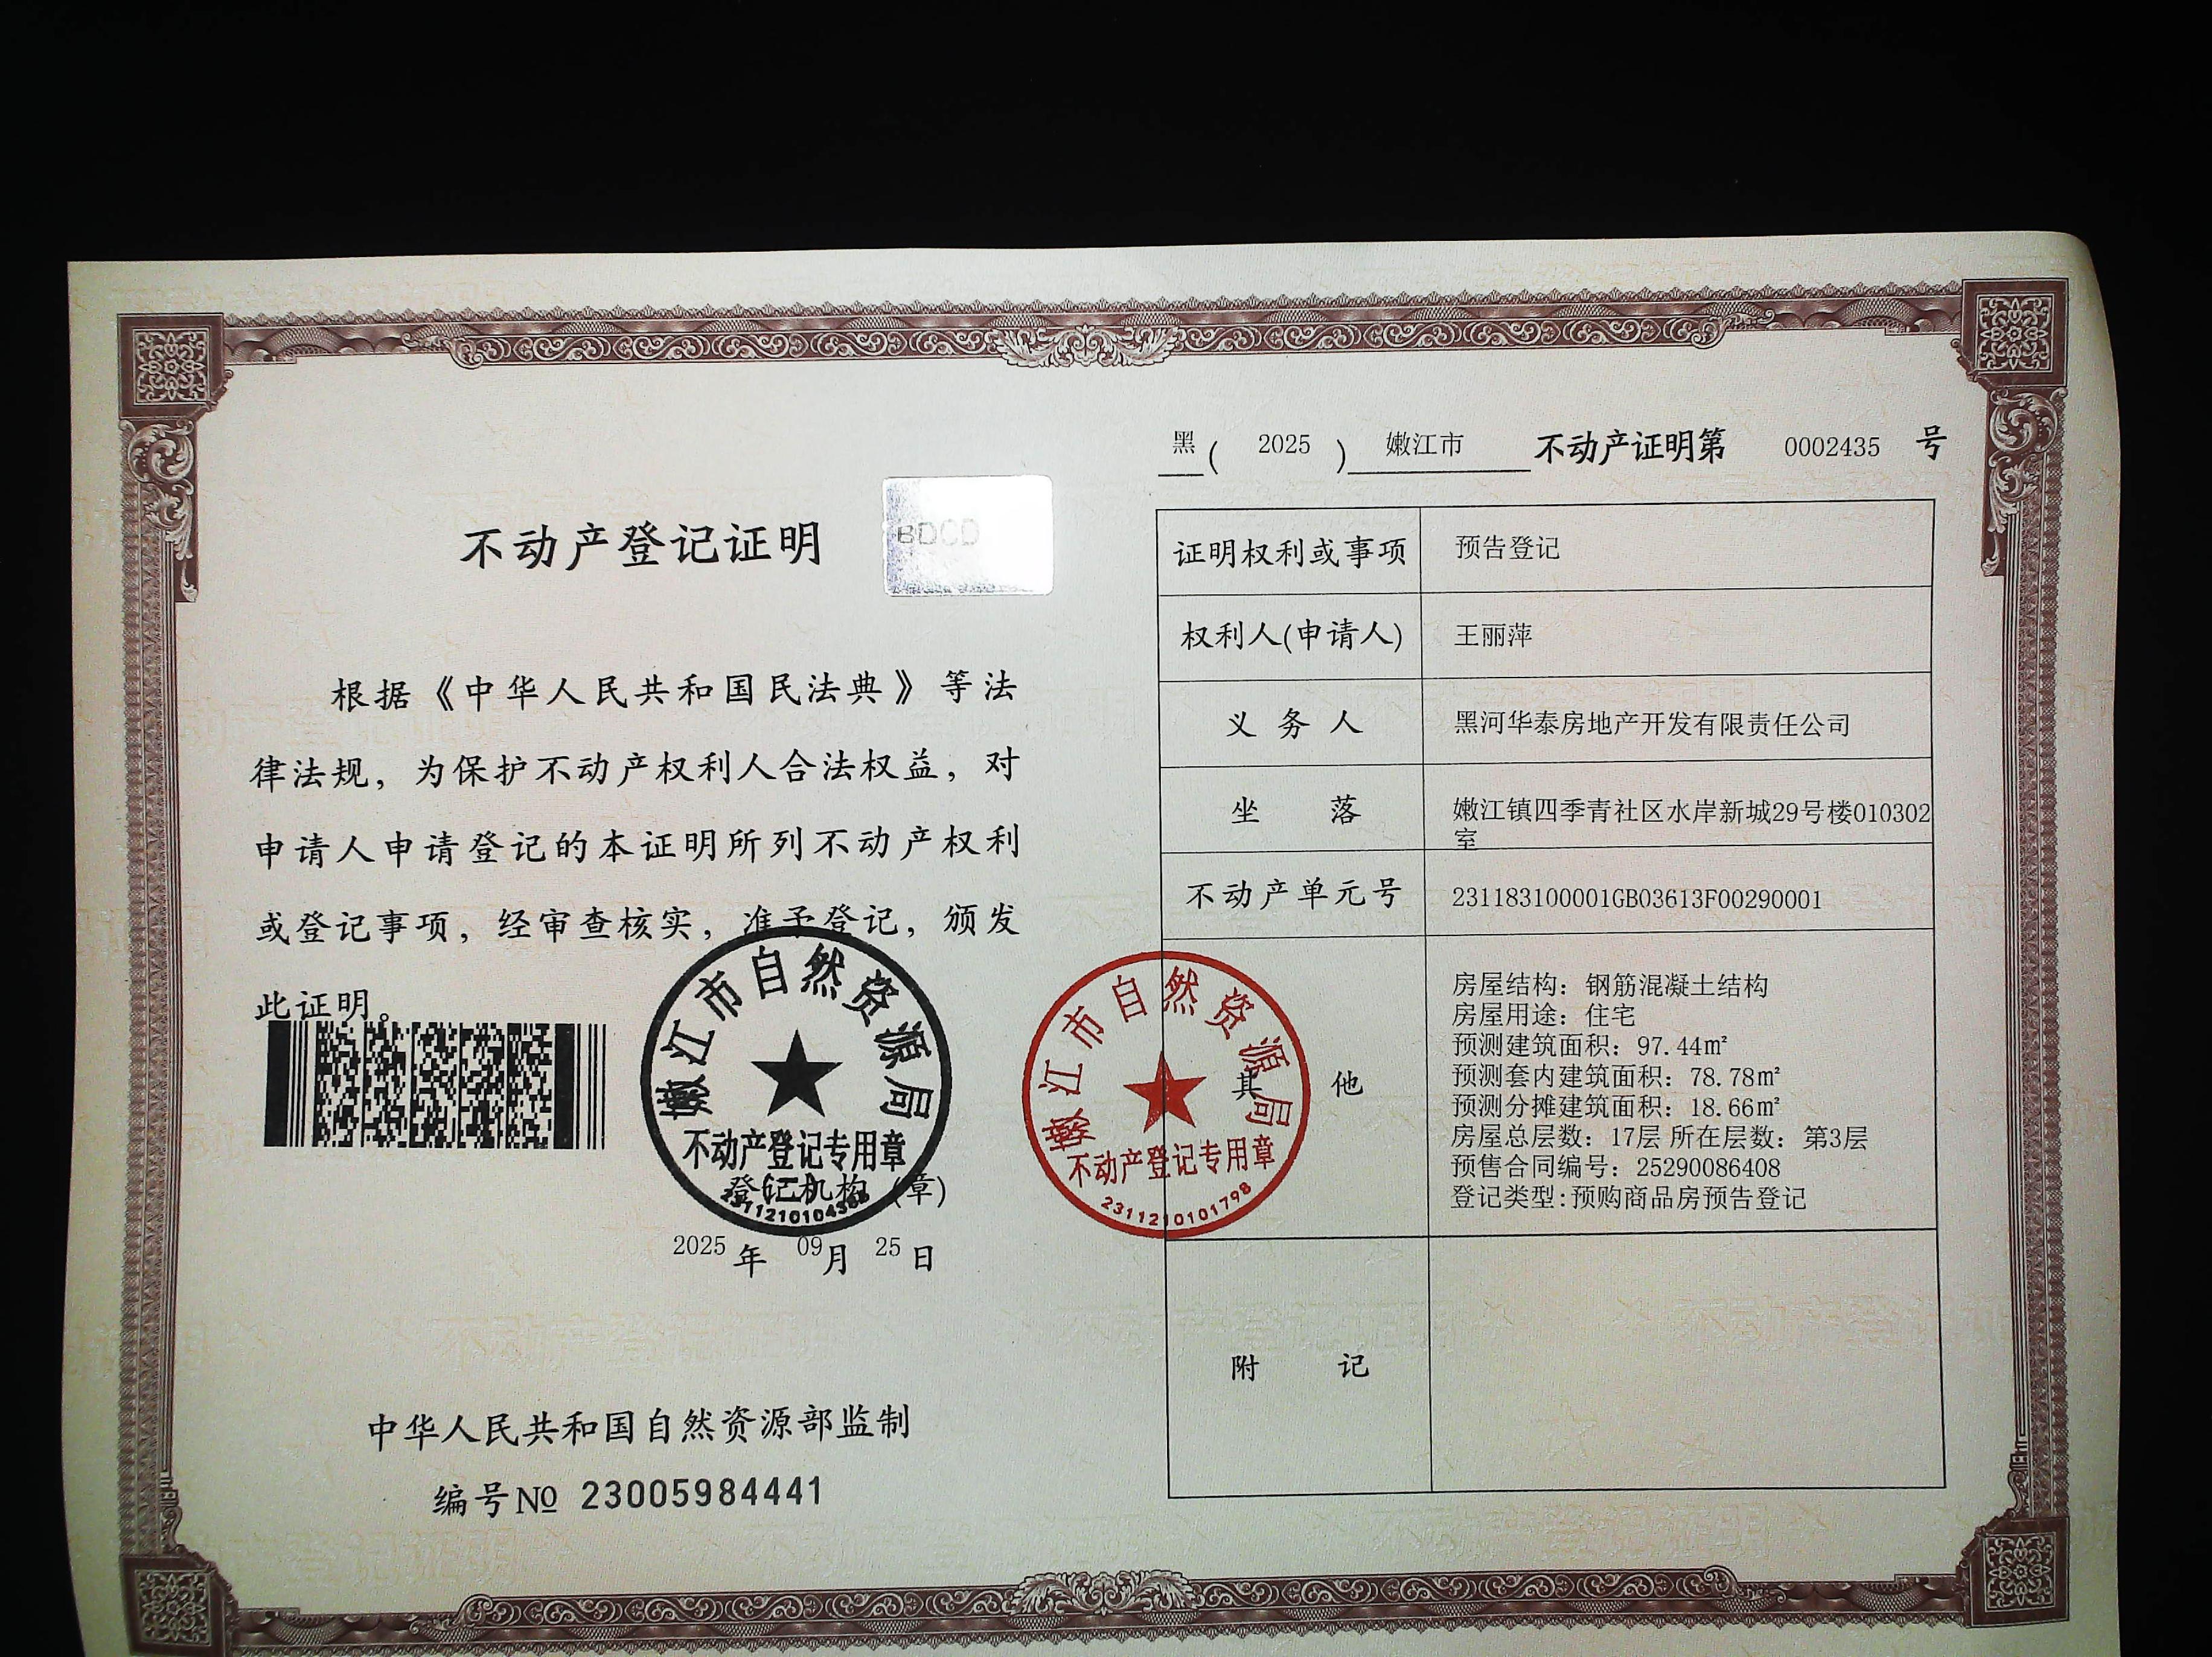 黑( 2025 )嫩江市 不动产证明第 0002435 号
不动产登记证明
BDCD
根据《中华人民共和国民法典》等法
律法规，为保护不动产权利人合法权益，对
申请人申请登记的本证明所列不动产权利
或登记事项，经审查核实，准予登记，颁发
此证明。
嫩江市自然资源局
不动产登记专用章
登记机构 (章)
2025 年 09 月 25 日
中华人民共和国自然资源部监制
编号№ 23005984441
嫩江市自然资源局
不动产登记专用章
2311210101798
证明权利或事项 预告登记
权利人(申请人) 王丽萍
义务人 黑河华泰房地产开发有限责任公司
坐落 嫩江镇四季青社区水岸新城29号楼010302
室
不动产单元号 231183100001GB03613F00290001
其他
房屋结构：钢筋混凝土结构
房屋用途：住宅
预测建筑面积：97.44㎡
预测套内建筑面积：78.78㎡
预测分摊建筑面积：18.66㎡
房屋总层数：17层 所在层数：第3层
预售合同编号：25290086408
登记类型:预购商品房预告登记
附记